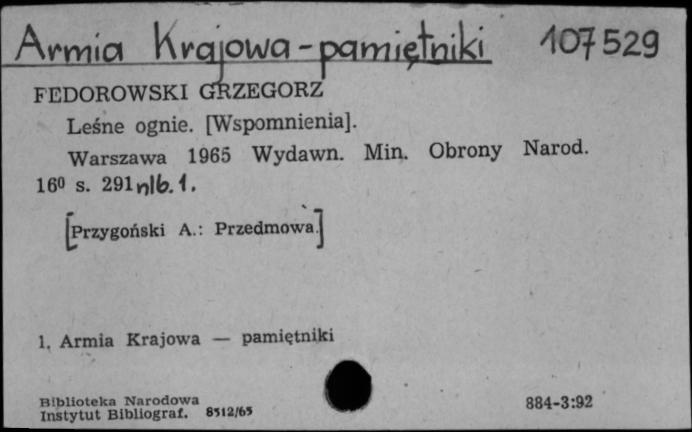 Armia Krajowa - pamiętniki 107529
FEDOROWSKI GRZEGORZ
Leśne ognie. [Wspomnienia].
Warszawa 1965 Wydawn. Min. Obrony Narod.
16⁰ s. 291 nlb. 1.
[Przygoński A.: Przedmowa.]
1. Armia Krajowa — pamiętniki
Biblioteka Narodowa
Instytut Bibliograf. 8512/65 884-3:92